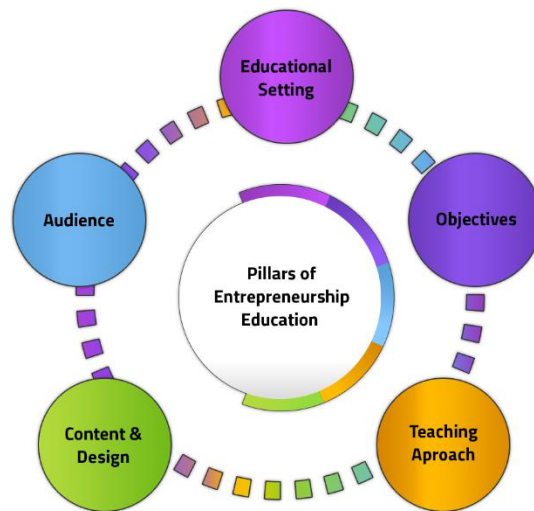 Educational
Setting
Audience
Objectives
Pillars of
Entrepreneurship
Education
Content &
Design
Teaching
Aproach